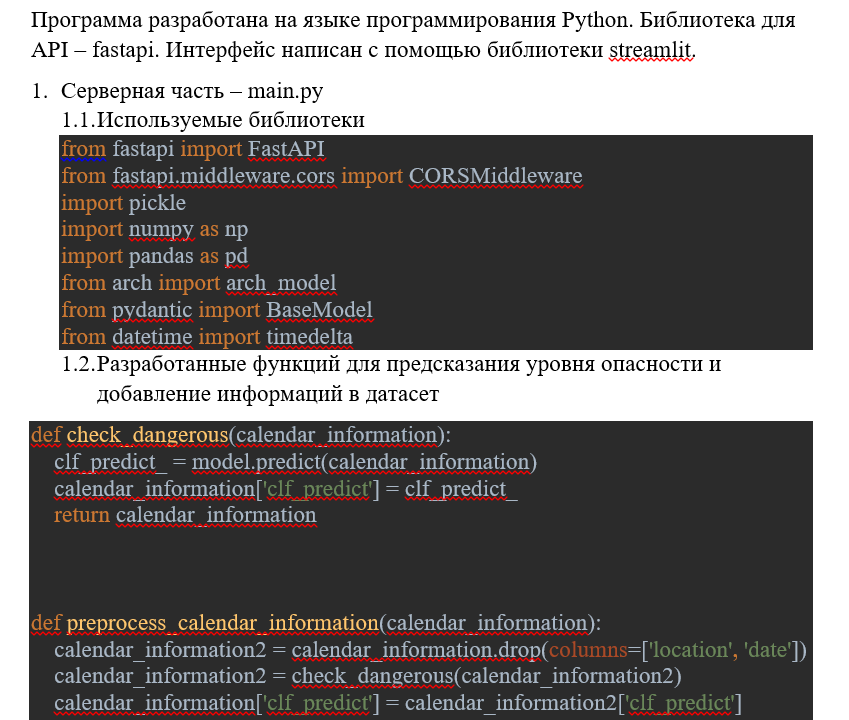 Программа разработана на языке программирования Python. Библиотека для
API – fastapi. Интерфейс написан с помощью библиотеки streamlit.
1. Серверная часть – main.py
1.1.Используемые библиотеки
from fastapi import FastAPI
from fastapi.middleware.cors import CORSMiddleware
import pickle
import numpy as np
import pandas as pd
from arch import arch_model
from pydantic import BaseModel
from datetime import timedelta
1.2.Разработанные функций для предсказания уровня опасности и
добавление информаций в датасет
def check_dangerous(calendar_information):
    clf_predict_ = model.predict(calendar_information)
    calendar_information['clf_predict'] = clf_predict_
    return calendar_information
def preprocess_calendar_information(calendar_information):
    calendar_information2 = calendar_information.drop(columns=['location', 'date'])
    calendar_information2 = check_dangerous(calendar_information2)
    calendar_information['clf_predict'] = calendar_information2['clf_predict']